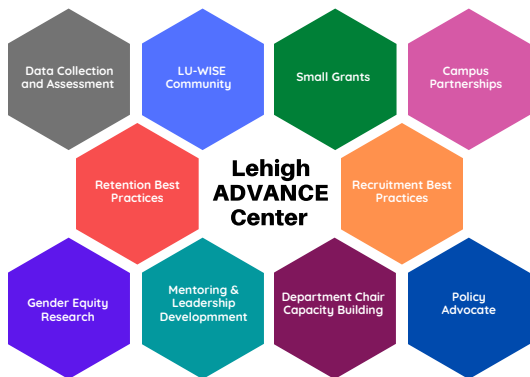 Data Collection
and Assessment
LU-WISE
Community
Small Grants
Campus
Partnerships
Retention Best
Practices
Lehigh
ADVANCE
Center
Recruitment Best
Practices
Gender Equity
Research
Mentoring &
Leadership
Developmment
Department Chair
Capacity Building
Policy
Advocate